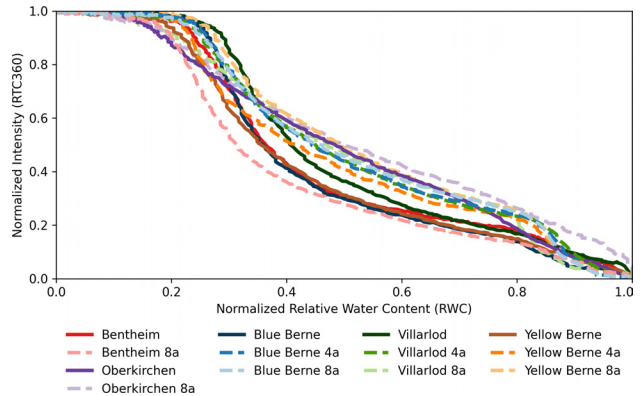 1.0
0.8
0.6
0.4
0.2
0.0
Normalized Intensity (RTC360)
0.0 0.2 0.4 0.6 0.8 1.0
Normalized Relative Water Content (RWC)
Bentheim Blue Berne Villarlod Yellow Berne
Bentheim 8a Blue Berne 4a Villarlod 4a Yellow Berne 4a
Oberkirchen Blue Berne 8a Villarlod 8a Yellow Berne 8a
Oberkirchen 8a